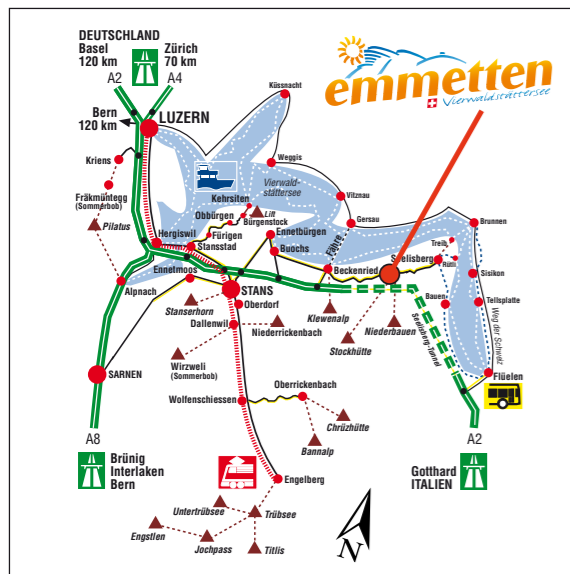 DEUTSCHLAND
Basel
120 km
Zürich
70 km
A2
A4
Bern
120 km
LUZERN
emmetten
Vierwaldstättersee
Küssnacht
Kriens
Weggis
Vierwald-
stättersee
Fräkmüntegg
(Sommerbob)
Kehrsiten
Vitznau
Obbürgen
Lift
Bürgenstock
Pilatus
Fürigen
Gersau
Brunnen
Hergiswil
Stansstad
Ennetbürgen
Treib
Fähre
Buochs
Seelisberg
Rütli
Ennetmoos
Beckenried
Sisikon
Alpnach
STANS
Bauen
Tellsplatte
Oberdorf
Stanserhorn
Klewenalp
Weg der Schweiz
Dallenwil
Niederrickenbach
Niederbauen
Seelisberg-Tunnel
Stockhütte
Wirzweli
(Sommerbob)
SARNEN
Flüelen
Oberrickenbach
Wolfenschiessen
Chrüzhütte
A8
A2
Bannalp
Brünig
Interlaken
Bern
Gotthard
ITALIEN
Engelberg
Untertrübsee
Trübsee
Engstlen
Jochpass
Titlis
N